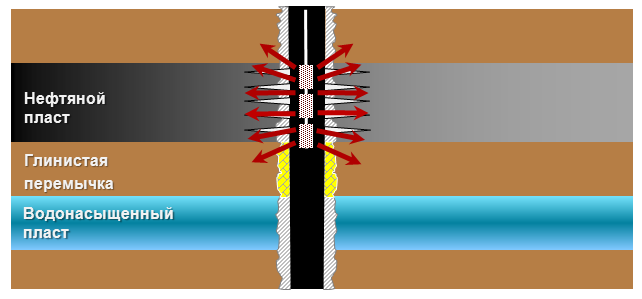 Нефтяной
пласт
Глинистая
перемычка
Водонасыщенный
пласт